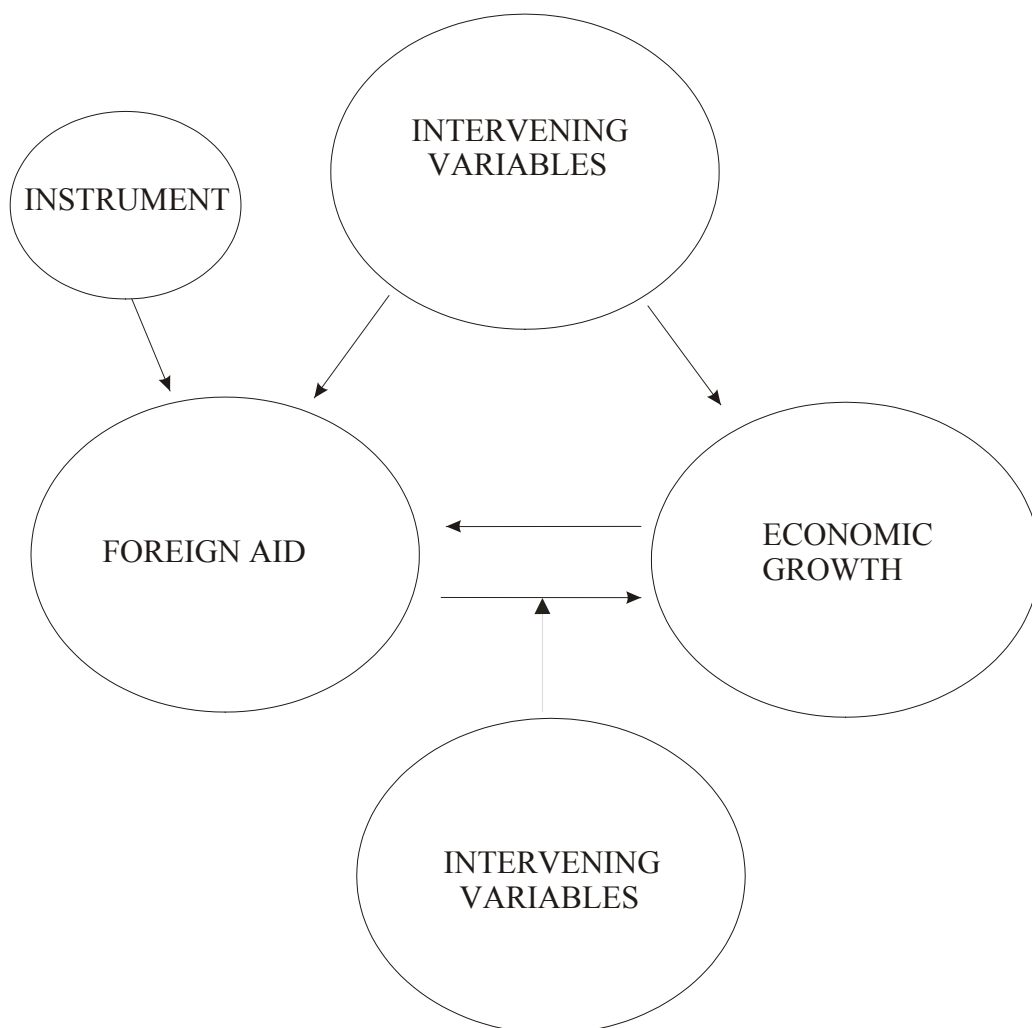 INTERVENING
VARIABLES
INSTRUMENT
FOREIGN AID
ECONOMIC
GROWTH
INTERVENING
VARIABLES